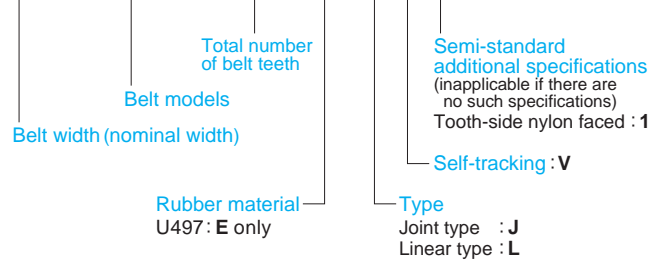 Total number
of belt teeth
Semi-standard
additional specifications
(inapplicable if there are
no such specifications)
Tooth-side nylon faced : 1
Belt models
Belt width (nominal width)
Self-tracking : V
Rubber material
U497 : E only
Type
Joint type : J
Linear type : L